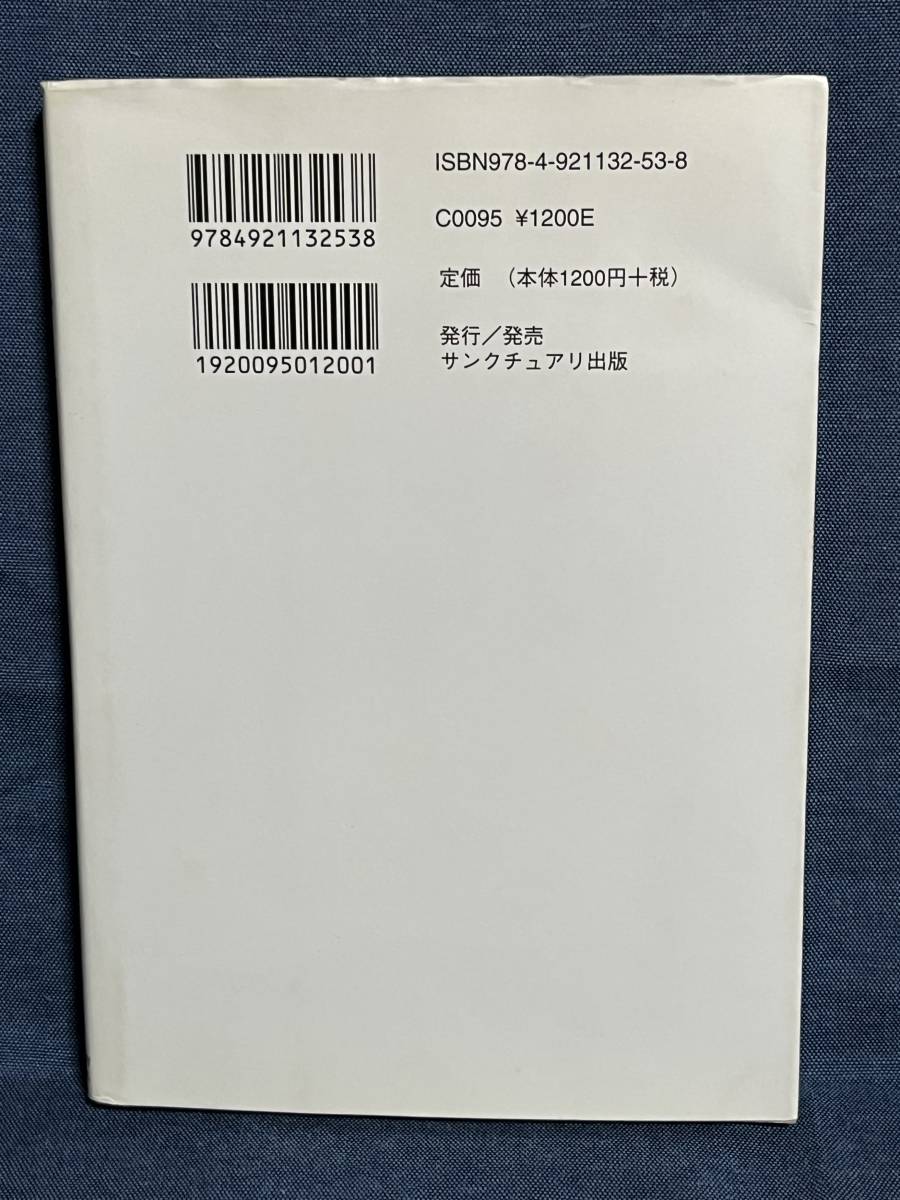 ISBN978-4-921132-53-8
9784921132538
C0095 ¥1200E
定価 （本体1200円＋税）
1920095012001
発行／発売
サンクチュアリ出版